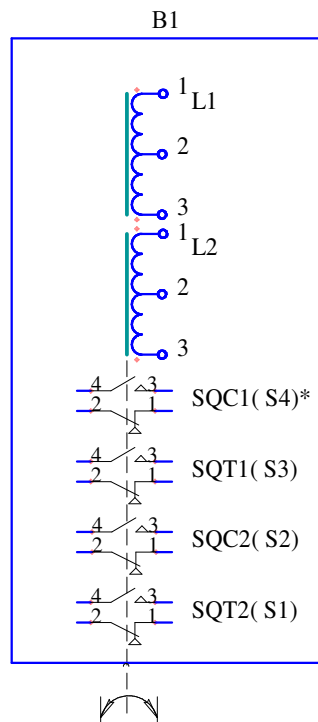 B1
1 L1
2
3
1 L2
2
3
4 3
2 1 SQC1( S4)*
4 3
2 1 SQT1( S3)
4 3
2 1 SQC2( S2)
4 3
2 1 SQT2( S1)